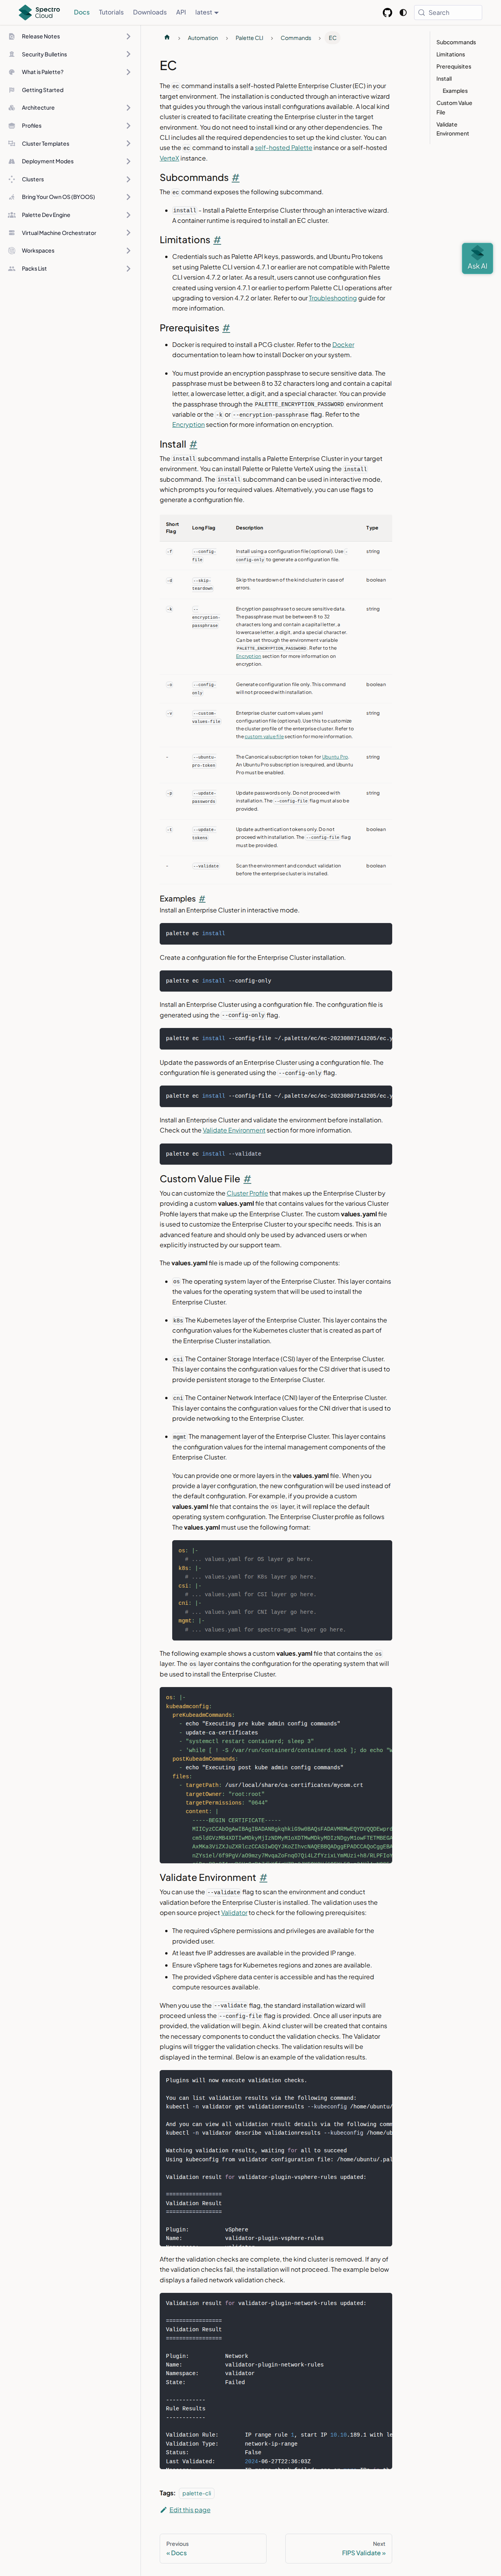 Spectro Cloud
Docs
Tutorials
Downloads
API
latest
Search
Release Notes
Security Bulletins
What is Palette?
Getting Started
Architecture
Profiles
Cluster Templates
Deployment Modes
Clusters
Bring Your Own OS (BYOOS)
Palette Dev Engine
Virtual Machine Orchestrator
Workspaces
Packs List
Automation
Palette CLI
Commands
EC
Subcommands
Limitations
Prerequisites
Install
Examples
Custom Value
File
Validate
Environment
Ask AI
EC
The ec command installs a self-hosted Palette Enterprise Cluster (EC) in your
target environment. The installation is conducted through an interactive wizard
that guides you through the various install configurations available. A local kind
cluster is created to facilitate creating the Enterprise cluster in the target
environment. You do not need to install kind or any other dependencies. The
CLI includes all the required dependencies to set up the kind cluster. You can
use the ec command to install a self-hosted Palette instance or a self-hosted
VerteX instance.
Subcommands #
The ec command exposes the following subcommand.
install - Install a Palette Enterprise Cluster through an interactive wizard.
A container runtime is required to install an EC cluster.
Limitations #
Credentials such as Palette API keys, passwords, and Ubuntu Pro tokens
set using Palette CLI version 4.7.1 or earlier are not compatible with Palette
CLI version 4.7.2 or later. As a result, users cannot use configuration files
created using version 4.7.1 or earlier to perform Palette CLI operations after
upgrading to version 4.7.2 or later. Refer to our Troubleshooting guide for
more information.
Prerequisites #
Docker is required to install a PCG cluster. Refer to the Docker
documentation to learn how to install Docker on your system.
You must provide an encryption passphrase to secure sensitive data. The
passphrase must be between 8 to 32 characters long and contain a capital
letter, a lowercase letter, a digit, and a special character. You can provide
the passphrase through the PALETTE_ENCRYPTION_PASSWORD environment
variable or the -k or --encryption-passphrase flag. Refer to the
Encryption section for more information on encryption.
Install #
The install subcommand installs a Palette Enterprise Cluster in your target
environment. You can install Palette or Palette VerteX using the install
subcommand. The install subcommand can be used in interactive mode,
which prompts you for required values. Alternatively, you can use flags to
generate a configuration file.
Short Flag	Long Flag	Description	Type
-f	--config-file	Install using a configuration file (optional). Use --config-only to generate a configuration file.	string
-d	--skip-teardown	Skip the teardown of the kind cluster in case of errors.	boolean
-k	--encryption-passphrase	Encryption passphrase to secure sensitive data. The passphrase must be between 8 to 32 characters long and contain a capital letter, a lowercase letter, a digit, and a special character. Can be set through the environment variable PALETTE_ENCRYPTION_PASSWORD. Refer to the Encryption section for more information on encryption.	string
-o	--config-only	Generate configuration file only. This command will not proceed with installation.	boolean
-v	--custom-values-file	Enterprise cluster custom values.yaml configuration file (optional). Use this to customize the cluster profile of the enterprise cluster. Refer to the custom value file section for more information.	string
-	--ubuntu-pro-token	The Canonical subscription token for Ubuntu Pro. An Ubuntu Pro subscription is required, and Ubuntu Pro must be enabled.	string
-p	--update-passwords	Update passwords only. Do not proceed with installation. The --config-file flag must also be provided.	string
-t	--update-tokens	Update authentication tokens only. Do not proceed with installation. The --config-file flag must be provided.	boolean
-	--validate	Scan the environment and conduct validation before the enterprise cluster is installed.	boolean
Examples #
Install an Enterprise Cluster in interactive mode.
palette ec install
Create a configuration file for the Enterprise Cluster installation.
palette ec install --config-only
Install an Enterprise Cluster using a configuration file. The configuration file is
generated using the --config-only flag.
palette ec install --config-file ~/.palette/ec/ec-20230807143205/ec.y
Update the passwords of an Enterprise Cluster using a configuration file. The
configuration file is generated using the --config-only flag.
palette ec install --config-file ~/.palette/ec/ec-20230807143205/ec.y
Install an Enterprise Cluster and validate the environment before installation.
Check out the Validate Environment section for more information.
palette ec install --validate
Custom Value File #
You can customize the Cluster Profile that makes up the Enterprise Cluster by
providing a custom values.yaml file that contains values for the various Cluster
Profile layers that make up the Enterprise Cluster. The custom values.yaml file
is used to customize the Enterprise Cluster to your specific needs. This is an
advanced feature and should only be used by advanced users or when
explicitly instructed by our support team.
The values.yaml file is made up of the following components:
os The operating system layer of the Enterprise Cluster. This layer contains
the values for the operating system that will be used to install the
Enterprise Cluster.
k8s The Kubernetes layer of the Enterprise Cluster. This layer contains the
configuration values for the Kubernetes cluster that is created as part of
the Enterprise Cluster installation.
csi The Container Storage Interface (CSI) layer of the Enterprise Cluster.
This layer contains the configuration values for the CSI driver that is used to
provide persistent storage to the Enterprise Cluster.
cni The Container Network Interface (CNI) layer of the Enterprise Cluster.
This layer contains the configuration values for the CNI driver that is used to
provide networking to the Enterprise Cluster.
mgmt The management layer of the Enterprise Cluster. This layer contains
the configuration values for the internal management components of the
Enterprise Cluster.
You can provide one or more layers in the values.yaml file. When you
provide a layer configuration, the new configuration will be used instead of
the default configuration. For example, if you provide a custom
values.yaml file that contains the os layer, it will replace the default
operating system configuration. The Enterprise Cluster profile as follows
The values.yaml must use the following format:
os: |-
# ... values.yaml for OS layer go here.
k8s: |-
# ... values.yaml for K8s layer go here.
csi: |-
# ... values.yaml for CSI layer go here.
cni: |-
# ... values.yaml for CNI layer go here.
mgmt: |-
# ... values.yaml for spectro-mgmt layer go here.
The following example shows a custom values.yaml file that contains the os
layer. The os layer contains the configuration for the operating system that will
be used to install the Enterprise Cluster.
os: |-
kubeadmconfig:
preKubeadmCommands:
- echo "Executing pre kube admin config commands"
- update-ca-certificates
- "systemctl restart containerd; sleep 3"
- 'while [ ! -S /var/run/containerd/containerd.sock ]; do echo "W
postKubeadmCommands:
- echo "Executing post kube admin config commands"
files:
- targetPath: /usr/local/share/ca-certificates/mycom.crt
targetOwner: "root:root"
targetPermissions: "0644"
content: |
-----BEGIN CERTIFICATE-----
Validate Environment #
You can use the --validate flag to scan the environment and conduct
validation before the Enterprise Cluster is installed. The validation uses the
open source project Validator to check for the following prerequisites:
The required vSphere permissions and privileges are available for the
provided user.
At least five IP addresses are available in the provided IP range.
Ensure vSphere tags for Kubernetes regions and zones are available.
The provided vSphere data center is accessible and has the required
compute resources available.
When you use the --validate flag, the standard installation wizard will
proceed unless the --config-file flag is provided. Once all user inputs are
provided, the validation will begin. A kind cluster will be created that contains
the necessary components to conduct the validation checks. The Validator
plugins will trigger the validation checks. The validation results will be
displayed in the terminal. Below is an example of the validation results.
Plugins will now execute validation checks.
You can list validation results via the following command:
kubectl -n validator get validationresults --kubeconfig /home/ubuntu/
And you can view all validation result details via the following comm
kubectl -n validator describe validationresults --kubeconfig /home/ub
Watching validation results, waiting for all to succeed
Using kubeconfig from validator configuration file: /home/ubuntu/.pal
Validation result for validator-plugin-vsphere-rules updated:
=================
Validation Result
=================
Plugin: vSphere
Name: validator-plugin-vsphere-rules
After the validation checks are complete, the kind cluster is removed. If any of
the validation checks fail, the installation will not proceed. The example below
displays a failed network validation check.
Validation result for validator-plugin-network-rules updated:
=================
Validation Result
=================
Plugin: Network
Name: validator-plugin-network-rules
Namespace: validator
State: Failed
------------
Rule Results
------------
Validation Rule: IP range rule 1, start IP 10.10.189.1 with le
Validation Type: network-ip-range
Status: False
Last Validated: 2024-06-27T22:36:03Z
Tags: palette-cli
Edit this page
Previous
« Docs
Next
FIPS Validate »